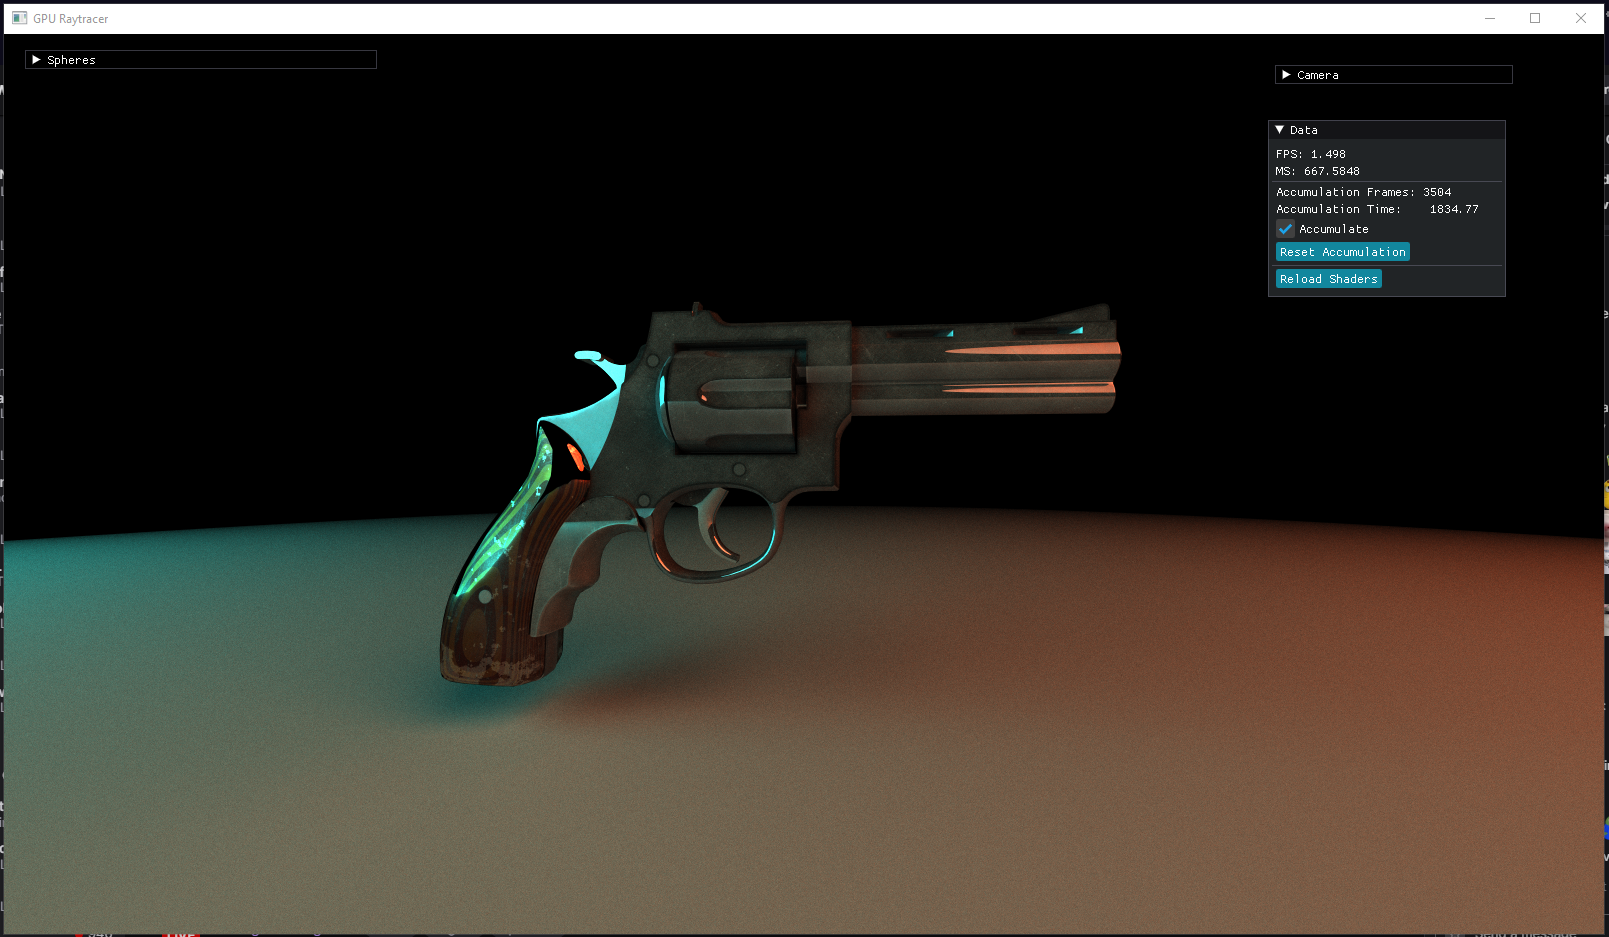 GPU Raytracer
Spheres
Camera
Data
FPS: 1.498
MS: 667.5848
Accumulation Frames: 3504
Accumulation Time: 1834.77
Accumulate
Reset Accumulation
Reload Shaders